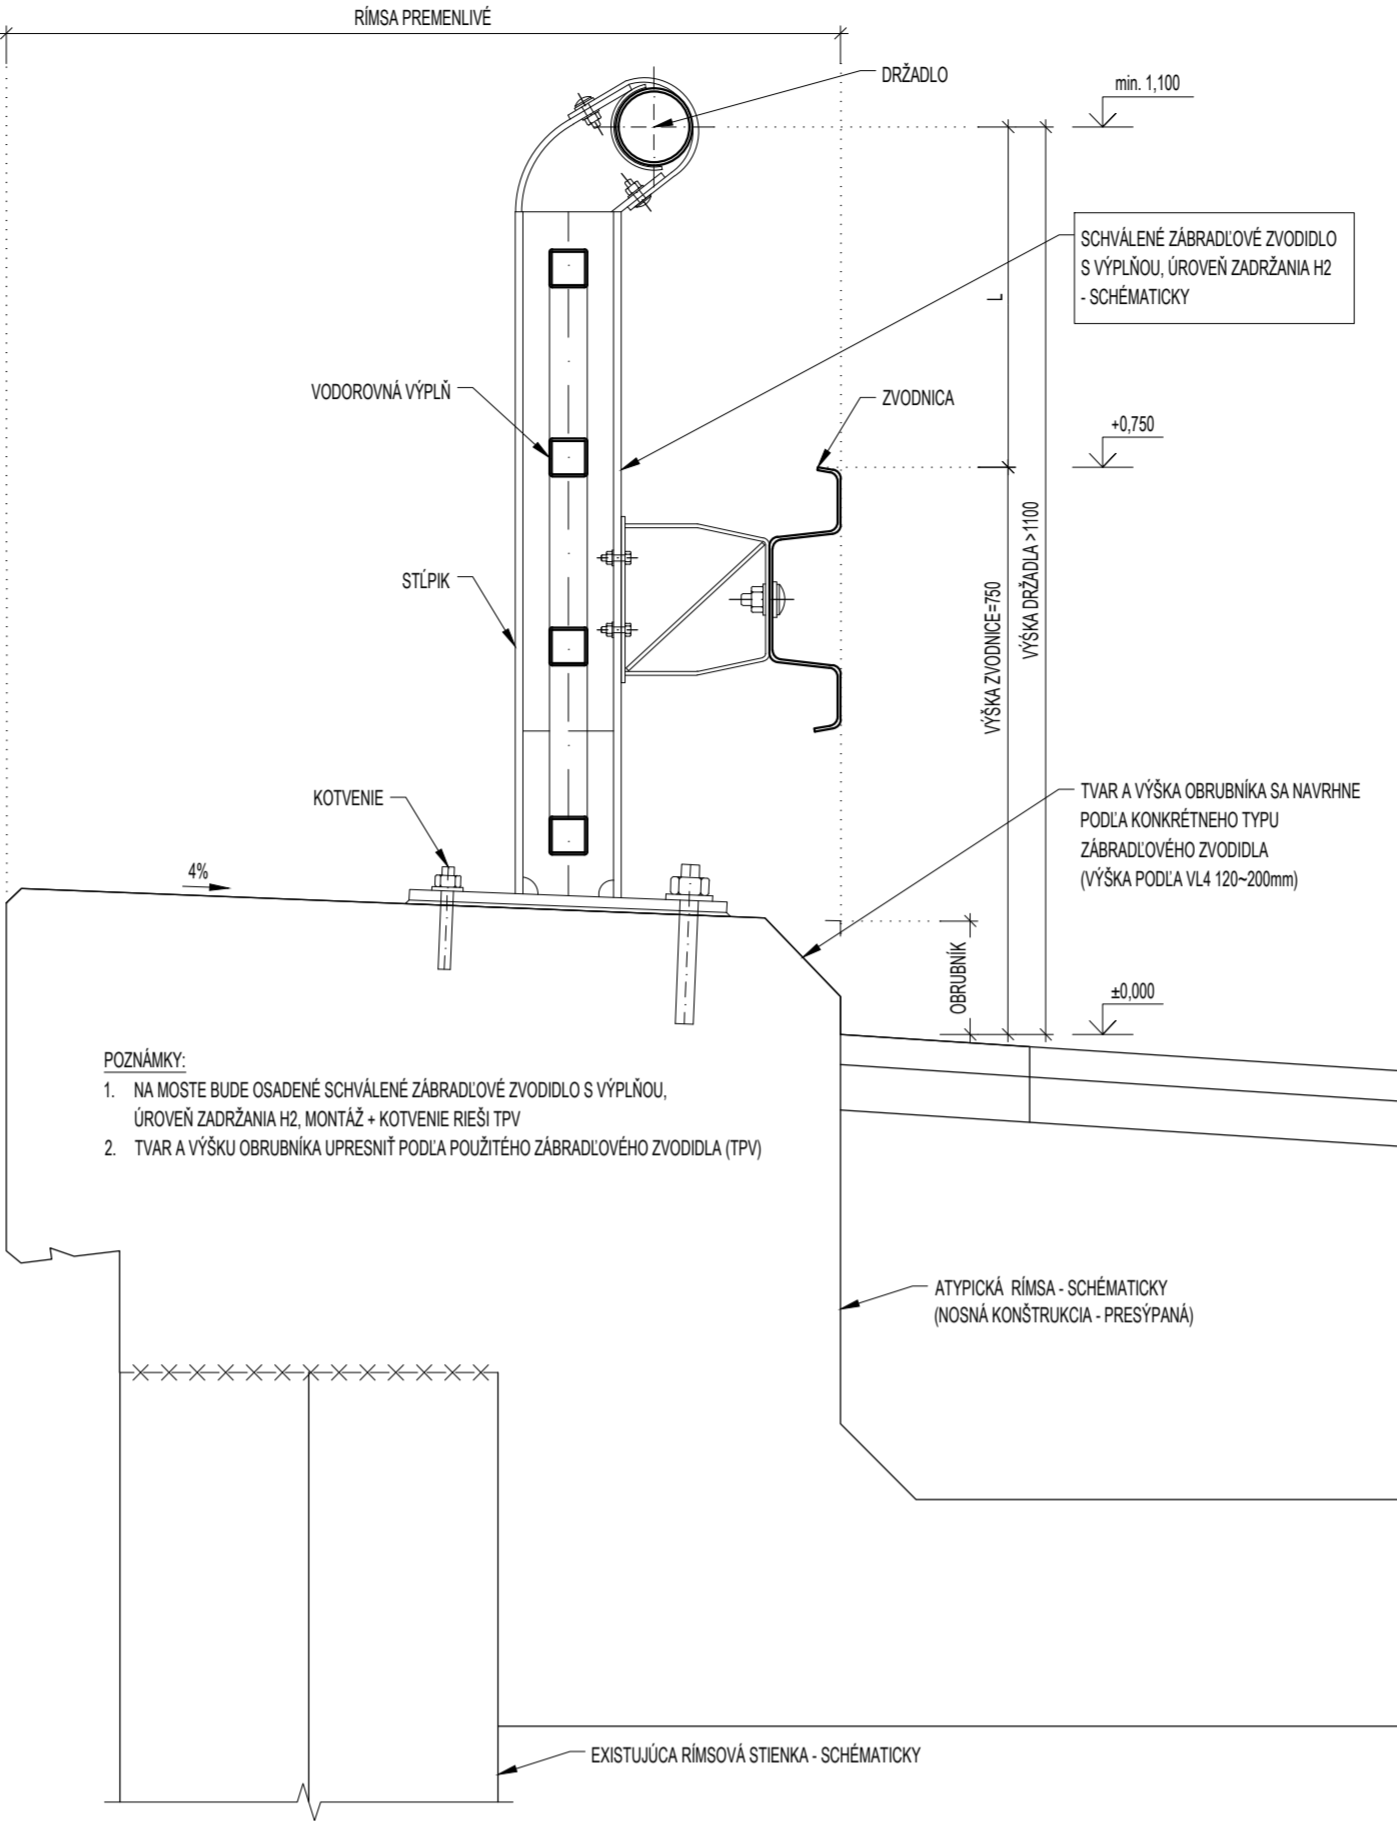 RÍMSA PREMENLIVÉ
DRŽADLO
min. 1,100
SCHVÁLENÉ ZÁBRADĽOVÉ ZVODIDLO
S VÝPLŇOU, ÚROVEŇ ZADRŽANIA H2
- SCHÉMATICKY
L
VODOROVNÁ VÝPLŇ
ZVODNICA
+0,750
STĹPIK
VÝŠKA ZVODNICE=750
VÝŠKA DRŽADLA >1100
KOTVENIE
TVAR A VÝŠKA OBRUBNÍKA SA NAVRHNE
PODĽA KONKRÉTNEHO TYPU
ZÁBRADĽOVÉHO ZVODIDLA
(VÝŠKA PODĽA VL4 120~200mm)
4%
OBRUBNÍK
±0,000
POZNÁMKY:
1. NA MOSTE BUDE OSADENÉ SCHVÁLENÉ ZÁBRADĽOVÉ ZVODIDLO S VÝPLŇOU,
ÚROVEŇ ZADRŽANIA H2, MONTÁŽ + KOTVENIE RIEŠI TPV
2. TVAR A VÝŠKU OBRUBNÍKA UPRESNIŤ PODĽA POUŽITÉHO ZÁBRADĽOVÉHO ZVODIDLA (TPV)
ATYPICKÁ RÍMSA - SCHÉMATICKY
(NOSNÁ KONŠTRUKCIA - PRESÝPANÁ)
EXISTUJÚCA RÍMSOVÁ STIENKA - SCHÉMATICKY